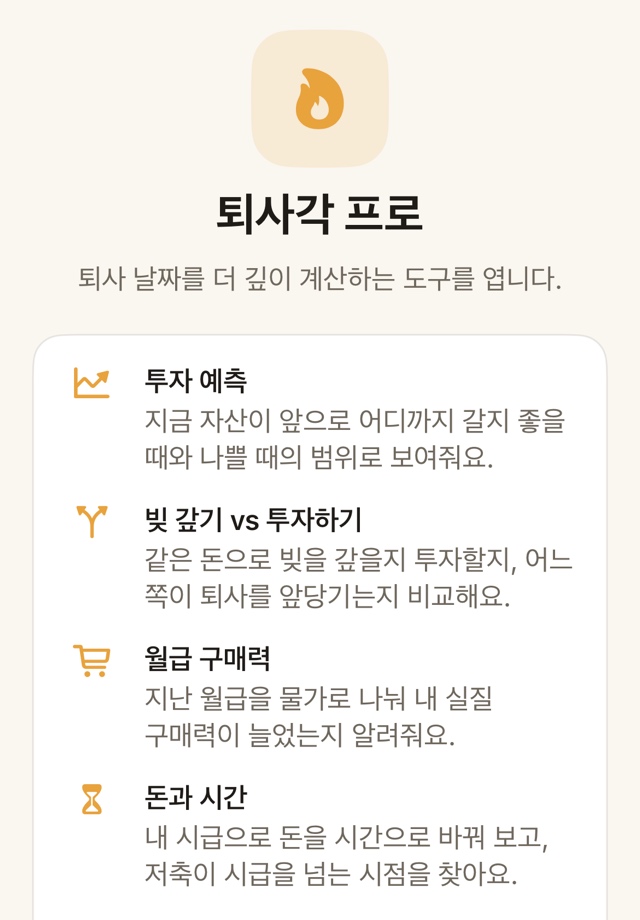 퇴사각 프로
퇴사 날짜를 더 깊이 계산하는 도구를 엽니다.
투자 예측
지금 자산이 앞으로 어디까지 갈지 좋을
때와 나쁠 때의 범위로 보여줘요.
빚 갚기 vs 투자하기
같은 돈으로 빚을 갚을지 투자할지, 어느
쪽이 퇴사를 앞당기는지 비교해요.
월급 구매력
지난 월급을 물가로 나눠 내 실질
구매력이 늘었는지 알려줘요.
돈과 시간
내 시급으로 돈을 시간으로 바꿔 보고,
저축이 시급을 넘는 시점을 찾아요.